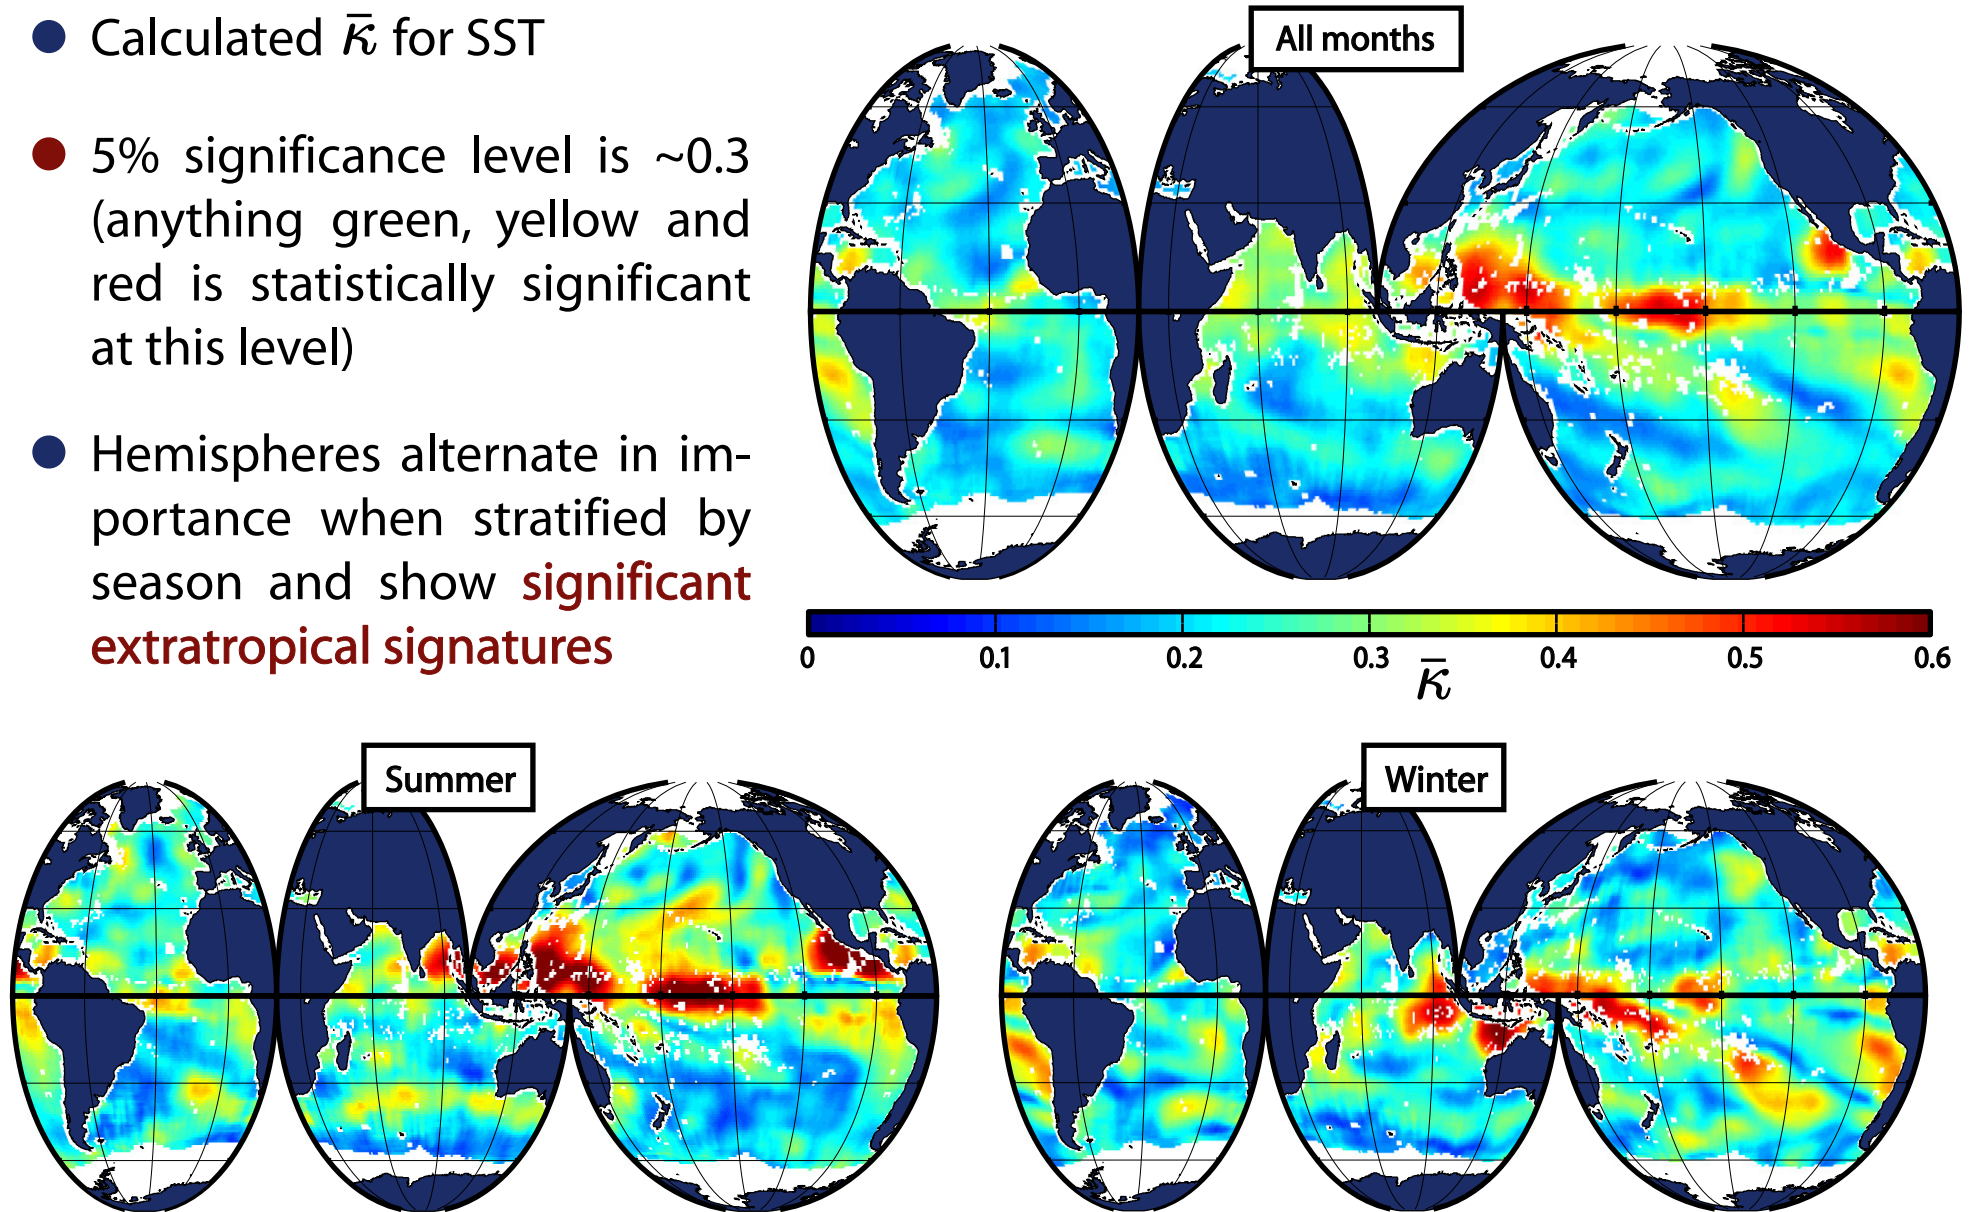 Calculated κ̄ for SST
5% significance level is ~0.3
(anything green, yellow and
red is statistically significant
at this level)
Hemispheres alternate in im-
portance when stratified by
season and show significant
extratropical signatures
All months
0 0.1 0.2 0.3 0.4 0.5 0.6
κ̄
Summer
Winter